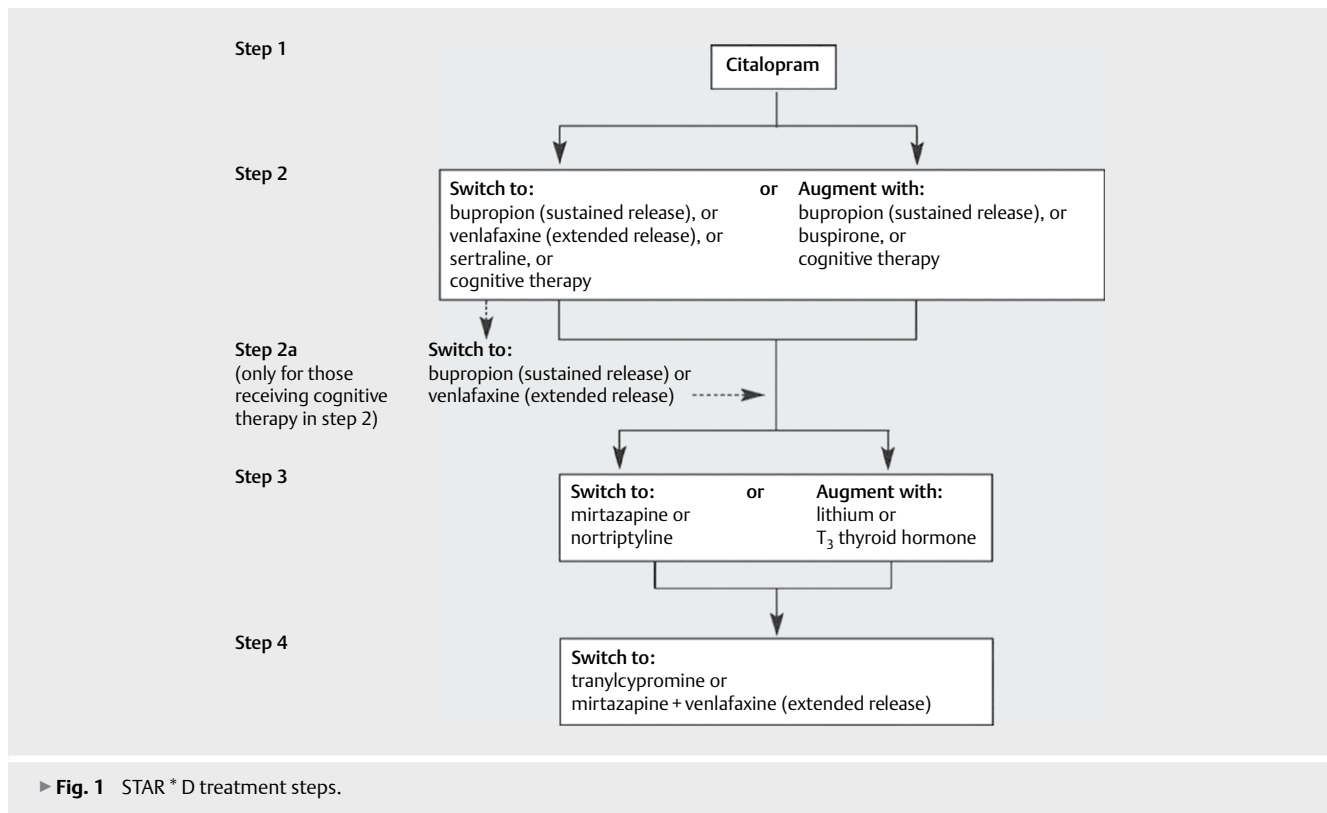 Step 1
Citalopram
Step 2
Switch to:
bupropion (sustained release), or
venlafaxine (extended release), or
sertraline, or
cognitive therapy
or
Augment with:
bupropion (sustained release), or
buspirone, or
cognitive therapy
Step 2a
(only for those
receiving cognitive
therapy in step 2)
Switch to:
bupropion (sustained release) or
venlafaxine (extended release)
Step 3
Switch to:
mirtazapine or
nortriptyline
or
Augment with:
lithium or
T₃ thyroid hormone
Step 4
Switch to:
tranylcypromine or
mirtazapine + venlafaxine (extended release)
▶ Fig. 1 STAR * D treatment steps.